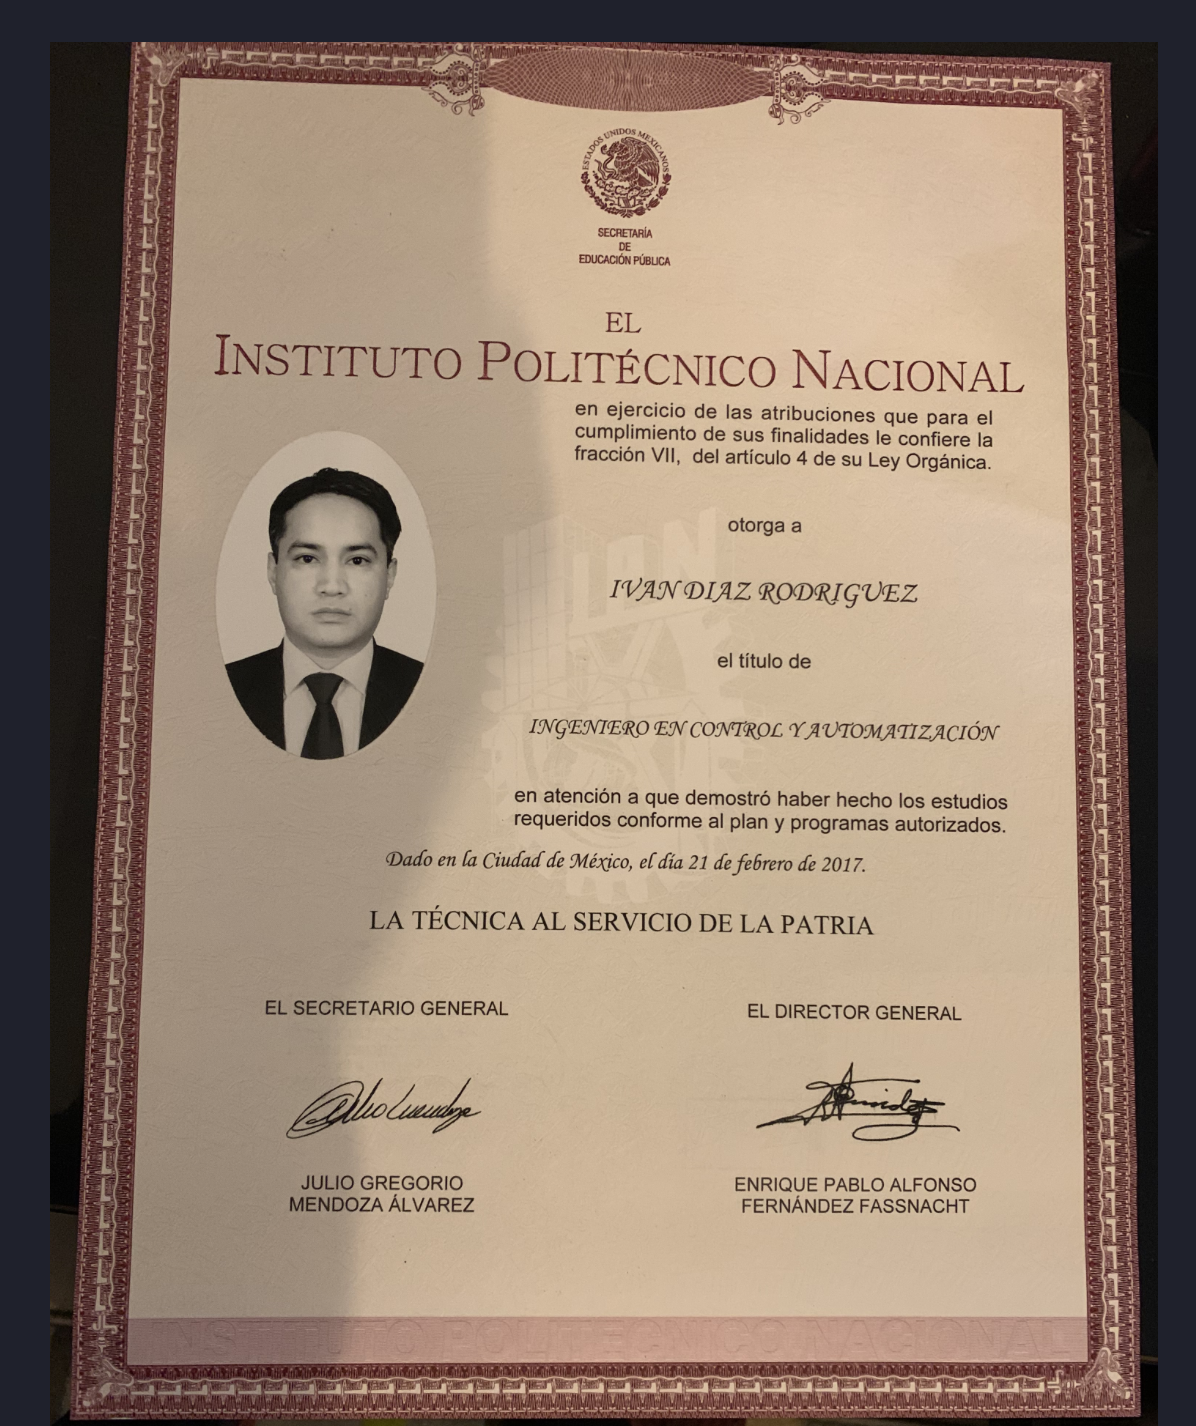 ESTADOS UNIDOS MEXICANOS
SECRETARÍA
DE
EDUCACIÓN PÚBLICA
EL
INSTITUTO POLITÉCNICO NACIONAL
en ejercicio de las atribuciones que para el
cumplimiento de sus finalidades le confiere la
fracción VII, del artículo 4 de su Ley Orgánica.
otorga a
IVAN DIAZ RODRIGUEZ
el título de
INGENIERO EN CONTROL Y AUTOMATIZACIÓN
en atención a que demostró haber hecho los estudios
requeridos conforme al plan y programas autorizados.
Dado en la Ciudad de México, el día 21 de febrero de 2017.
LA TÉCNICA AL SERVICIO DE LA PATRIA
EL SECRETARIO GENERAL
EL DIRECTOR GENERAL
JULIO GREGORIO
MENDOZA ÁLVAREZ
ENRIQUE PABLO ALFONSO
FERNÁNDEZ FASSNACHT
INSTITUTO POLITECNICO NACIONAL